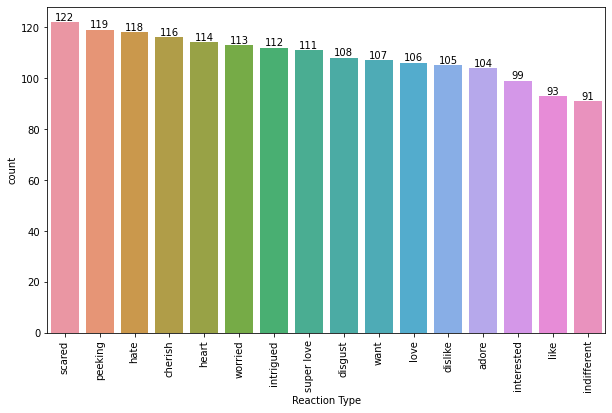 122
119
118
116
114
113
112
111
108
107
106
105
104
99
93
91
120
100
80
60
40
20
0
count
scared
peeking
hate
cherish
heart
worried
intrigued
super love
disgust
want
love
dislike
adore
interested
like
indifferent
Reaction Type